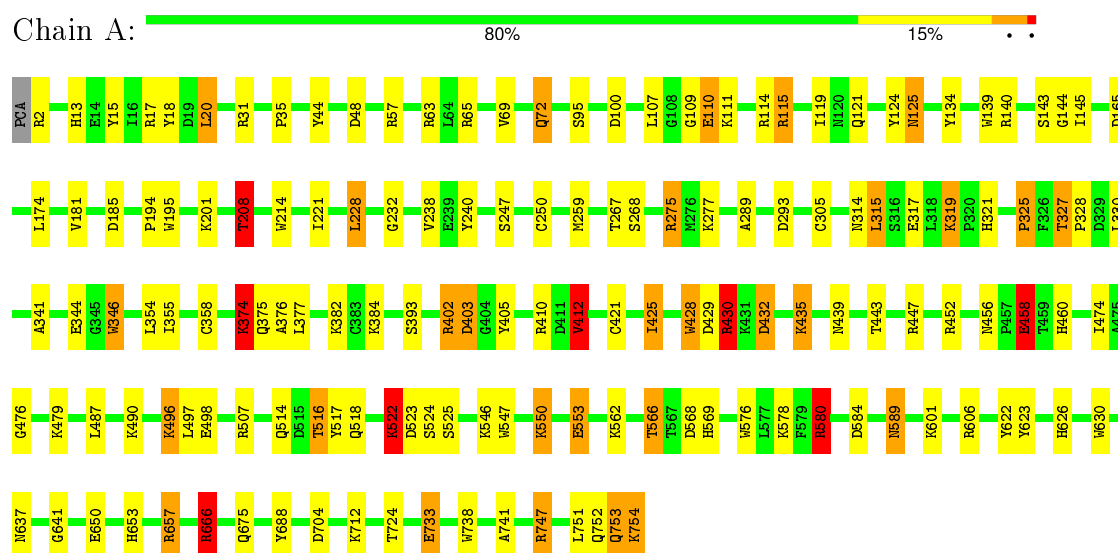 Chain A:
80% 15% • •
PCA R2 H13 E14 Y15 I16 R17 Y18 D19 L20 R31 P35 Y44 D48 R57 R63 L64 R65 V69 Q72 S95 D100 L107 G108 G109 E110 K111 R114 R115 I119 N120 Q121 Y124 N125 Y134 W139 R140 S143 G144 I145 D165
L174 V181 D185 P194 W195 K201 T208 W214 I221 L228 G232 V238 E239 Y240 S247 C250 M259 T267 S268 R275 M276 K277 A289 D293 C305 N314 L315 S316 E317 L318 K319 P320 H321 P325 F326 T327 P328 D329 L330
A341 E344 G345 W346 L354 I355 C358 K374 Q375 A376 L377 K382 C383 K384 S393 R402 D403 G404 Y405 R410 D411 V412 C421 I425 W428 D429 R430 K431 D432 K435 N439 T443 R447 R452 N456 P457 E458 T459 H460 I474 A475
G476 K479 L487 K490 K496 L497 E498 R507 Q514 D515 T516 Y517 Q518 K522 D523 S524 S525 K546 W547 K550 E553 K562 T566 T567 D568 H569 W576 L577 K578 F579 R580 D584 N589 K601 R606 Y622 Y623 H626 W630
N637 G641 E650 H653 R657 R666 Q675 Y688 D704 K712 T724 E733 W738 A741 R747 L751 Q752 Q753 K754